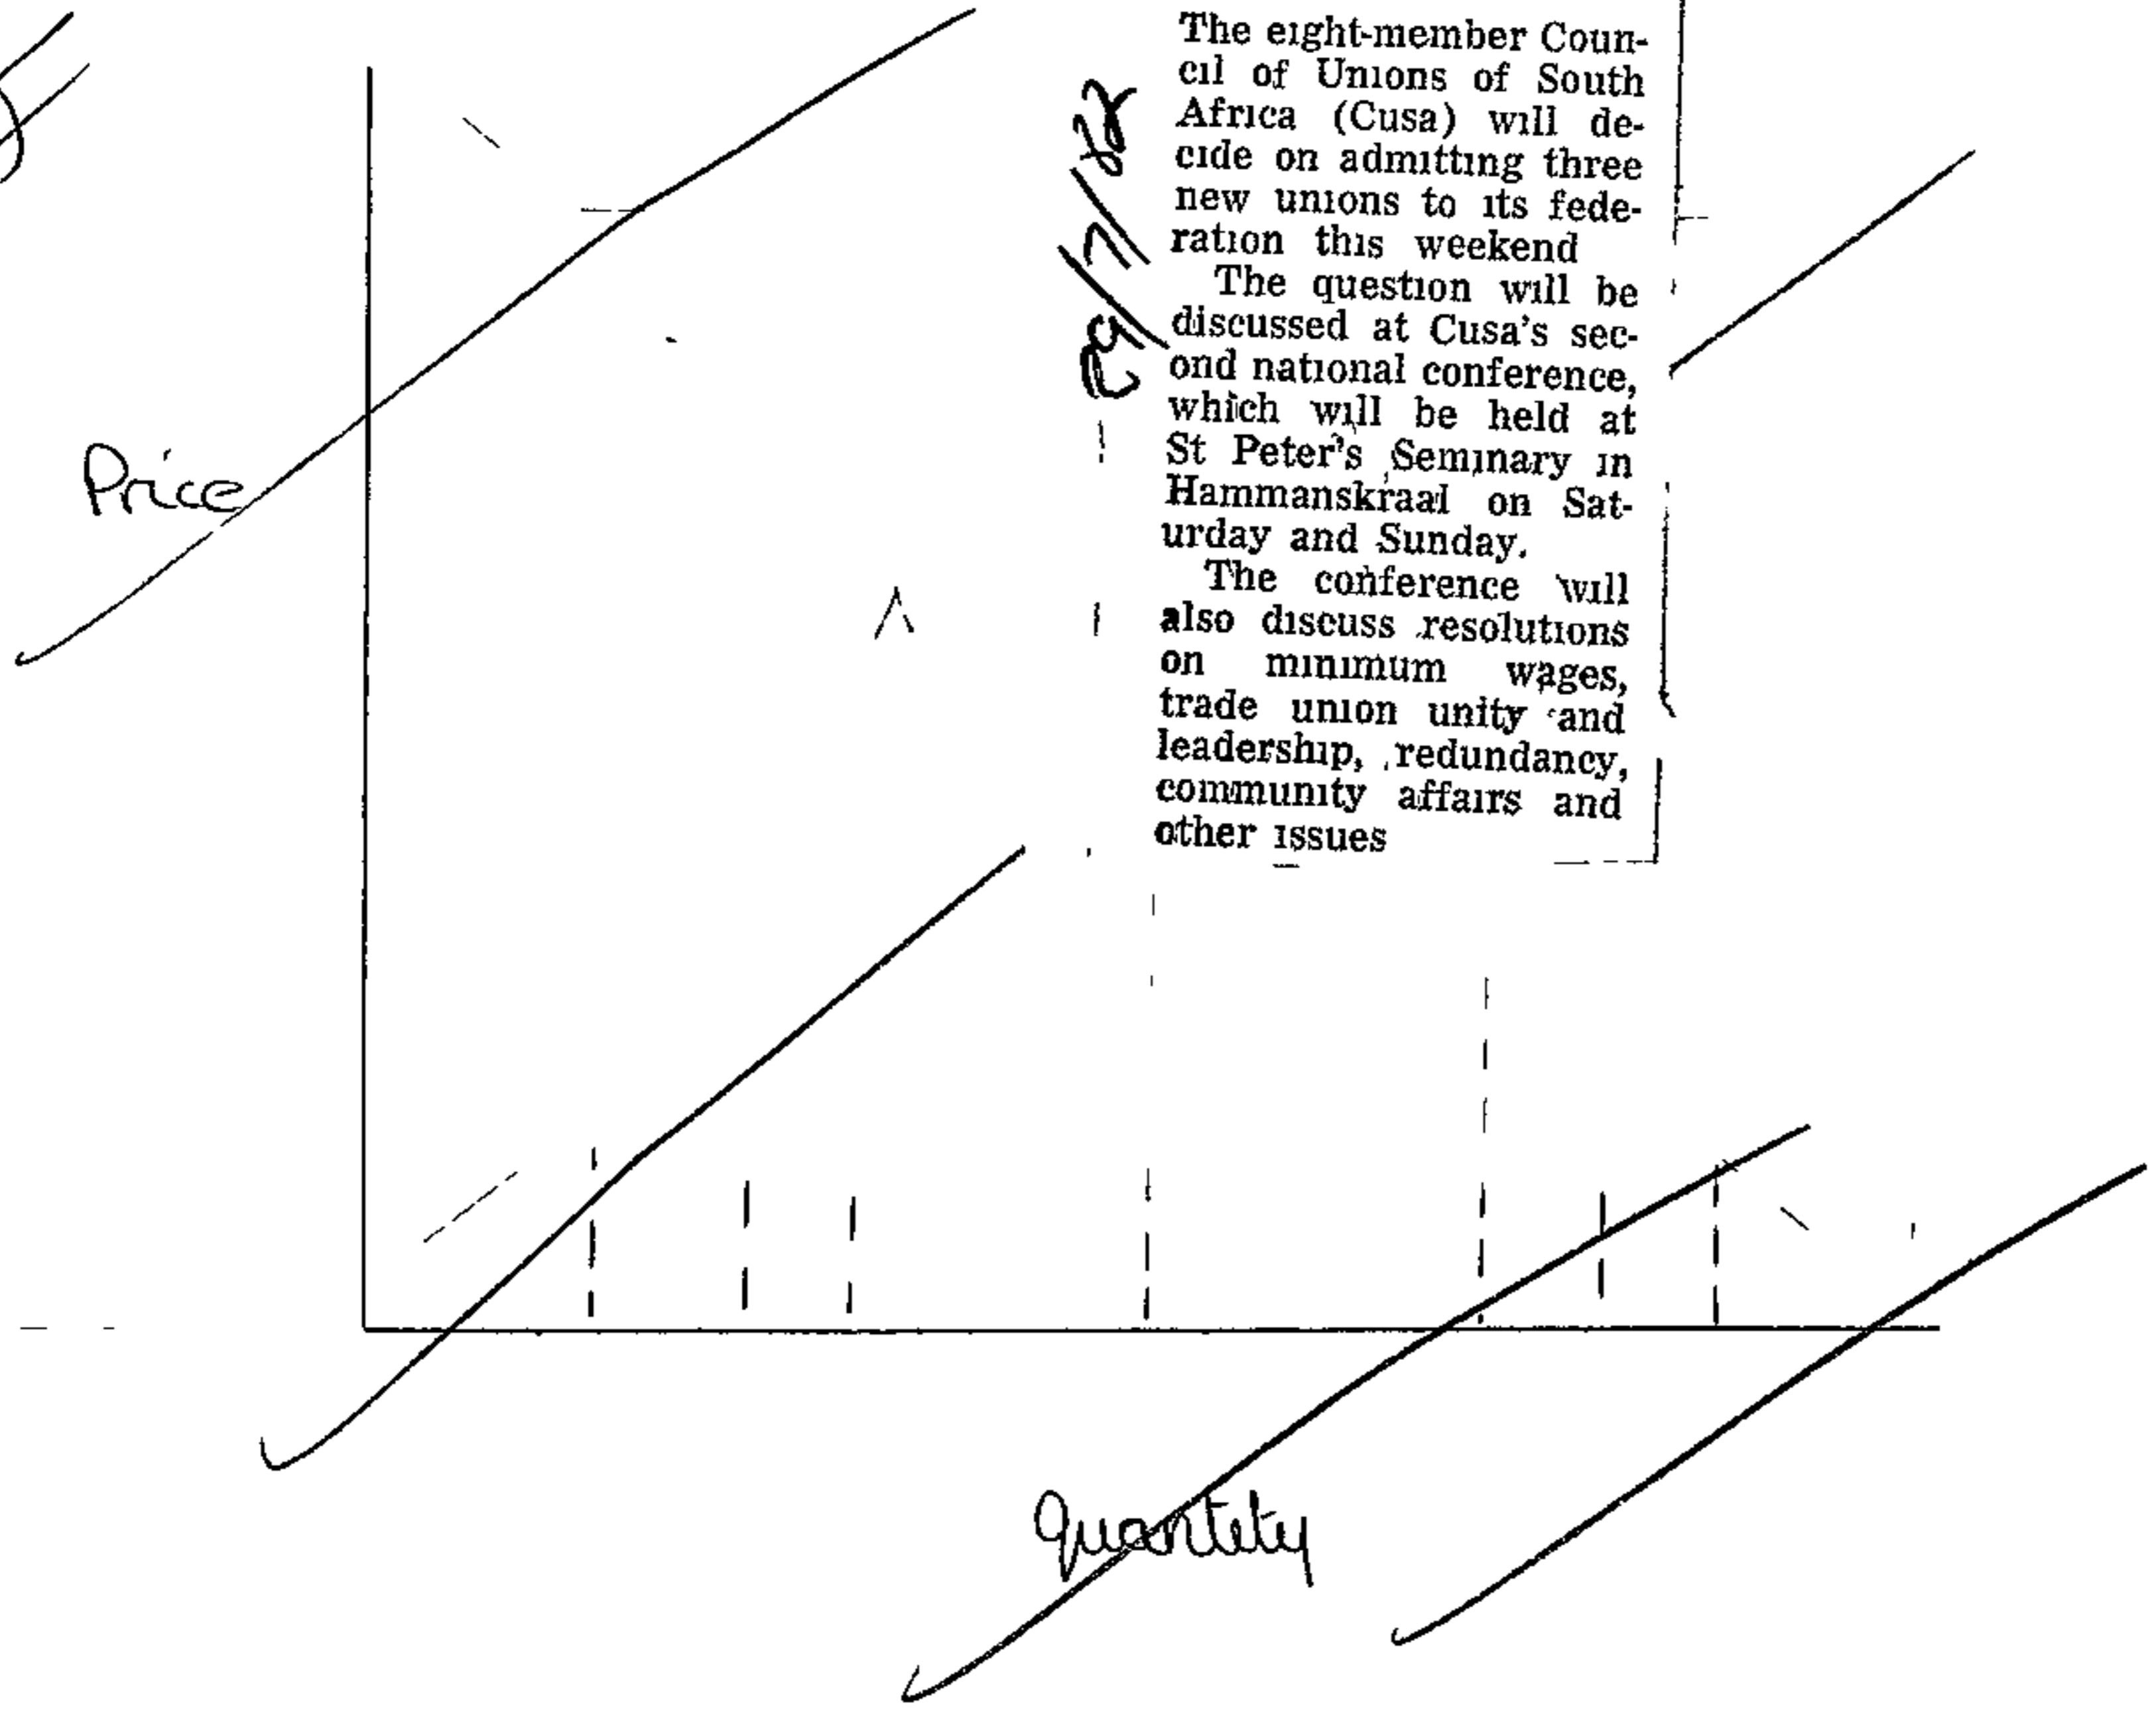 The eight-member Coun-
cil of Unions of South
Africa (Cusa) will de-
cide on admitting three
new unions to its fede-
ration this weekend
The question will be
discussed at Cusa's sec-
ond national conference,
which will be held at
St Peter's Seminary in
Hammanskraal on Sat-
urday and Sunday.
The conference will
also discuss resolutions
on minimum wages,
trade union unity and
leadership, redundancy,
community affairs and
other issues
29/7/82
Price
Quantity